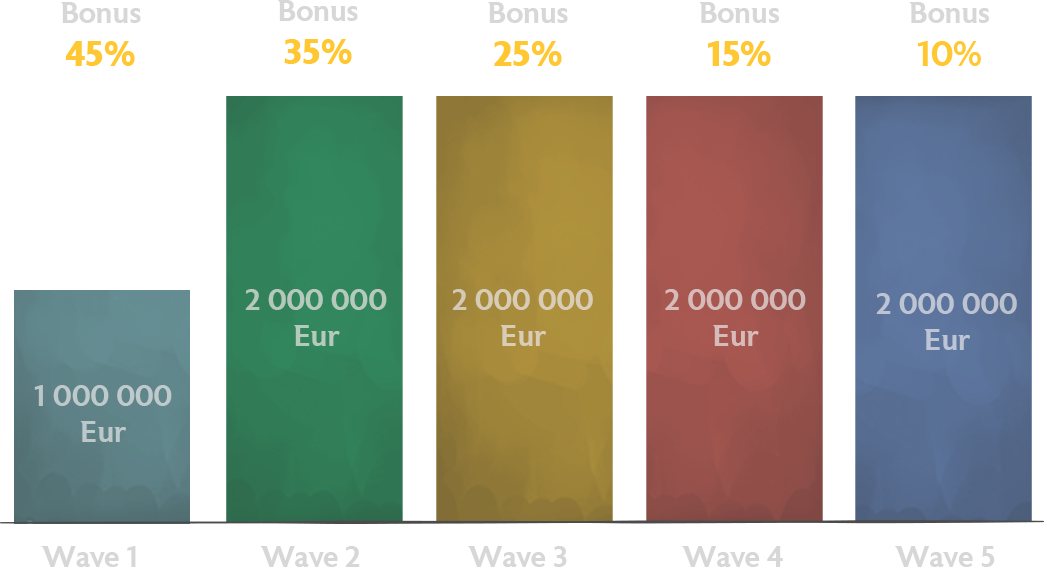 Bonus
45%
Bonus
35%
Bonus
25%
Bonus
15%
Bonus
10%
1 000 000
Eur
2 000 000
Eur
2 000 000
Eur
2 000 000
Eur
2 000 000
Eur
Wave 1
Wave 2
Wave 3
Wave 4
Wave 5